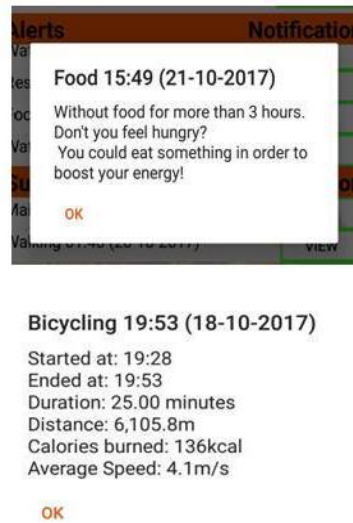 Alerts Notification
Food 15:49 (21-10-2017)
Without food for more than 3 hours.
Don't you feel hungry?
You could eat something in order to
boost your energy!
OK
VIEW
Bicycling 19:53 (18-10-2017)
Started at: 19:28
Ended at: 19:53
Duration: 25.00 minutes
Distance: 6,105.8m
Calories burned: 136kcal
Average Speed: 4.1m/s
OK